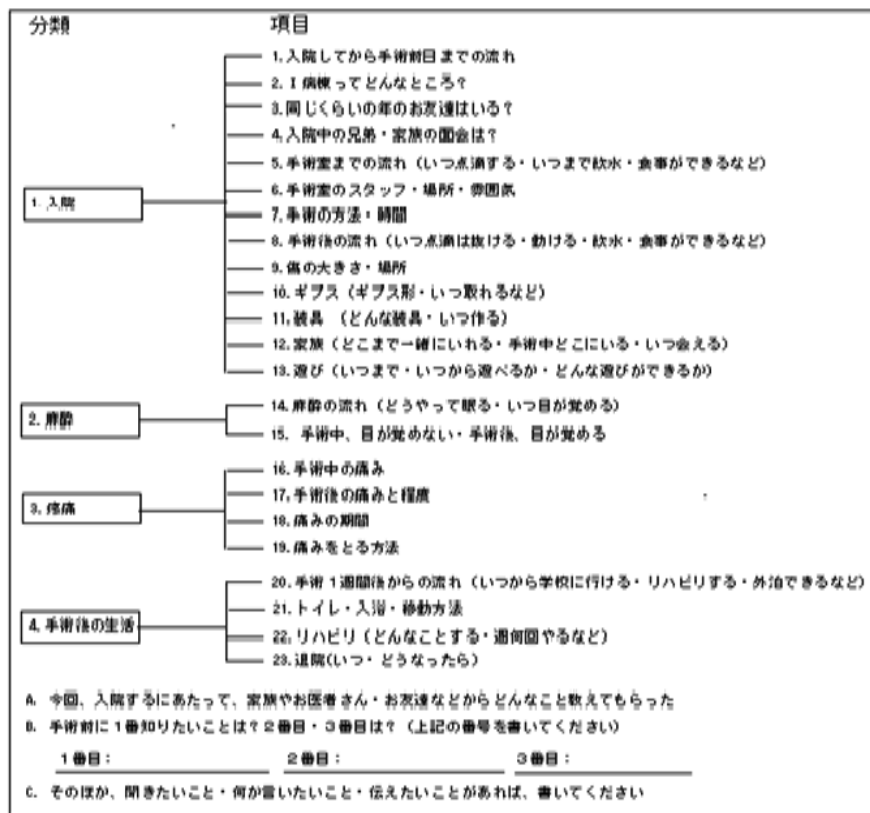 分類 項目
1. 入院してから手術前日までの流れ
2. I 病棟ってどんなところ？
3. 同じくらいの年のお友達はいる？
4. 入院中の兄弟・家族の面会は？
5. 手術室までの流れ（いつ点滴する・いつまで飲水・食事ができるなど）
6. 手術室のスタッフ・場所・雰囲気
1. 入院
7. 手術の方法・時間
8. 手術後の流れ（いつ点滴は抜ける・動ける・飲水・食事ができるなど）
9. 傷の大きさ・場所
10. ギプス（ギプス形・いつ取れるなど）
11. 装具 （どんな装具・いつ作る）
12. 家族（どこまで一緒にいれる・手術中どこにいる・いつ会える）
13. 遊び（いつまで・いつから遊べるか・どんな遊びができるか）
14. 麻酔の流れ（どうやって眠る・いつ目が覚める）
2. 麻酔
15. 手術中、目が覚めない・手術後、目が覚める
16. 手術中の痛み
17. 手術後の痛みと程度
3. 疼痛
18. 痛みの期間
19. 痛みをとる方法
20. 手術１週間後からの流れ（いつから学校に行ける・リハビリする・外泊できるなど）
21. トイレ・入浴・移動方法
4. 手術後の生活
22. リハビリ（どんなことする・週何回やるなど）
23. 退院(いつ・どうなったら）
A. 今回、入院するにあたって、家族やお医者さん・お友達などからどんなこと教えてもらった
B. 手術前に１番知りたいことは？２番目・３番目は？（上記の番号を書いてください）
１番目： ２番目： ３番目：
C. そのほか、聞きたいこと・何か言いたいこと・伝えたいことがあれば、書いてください